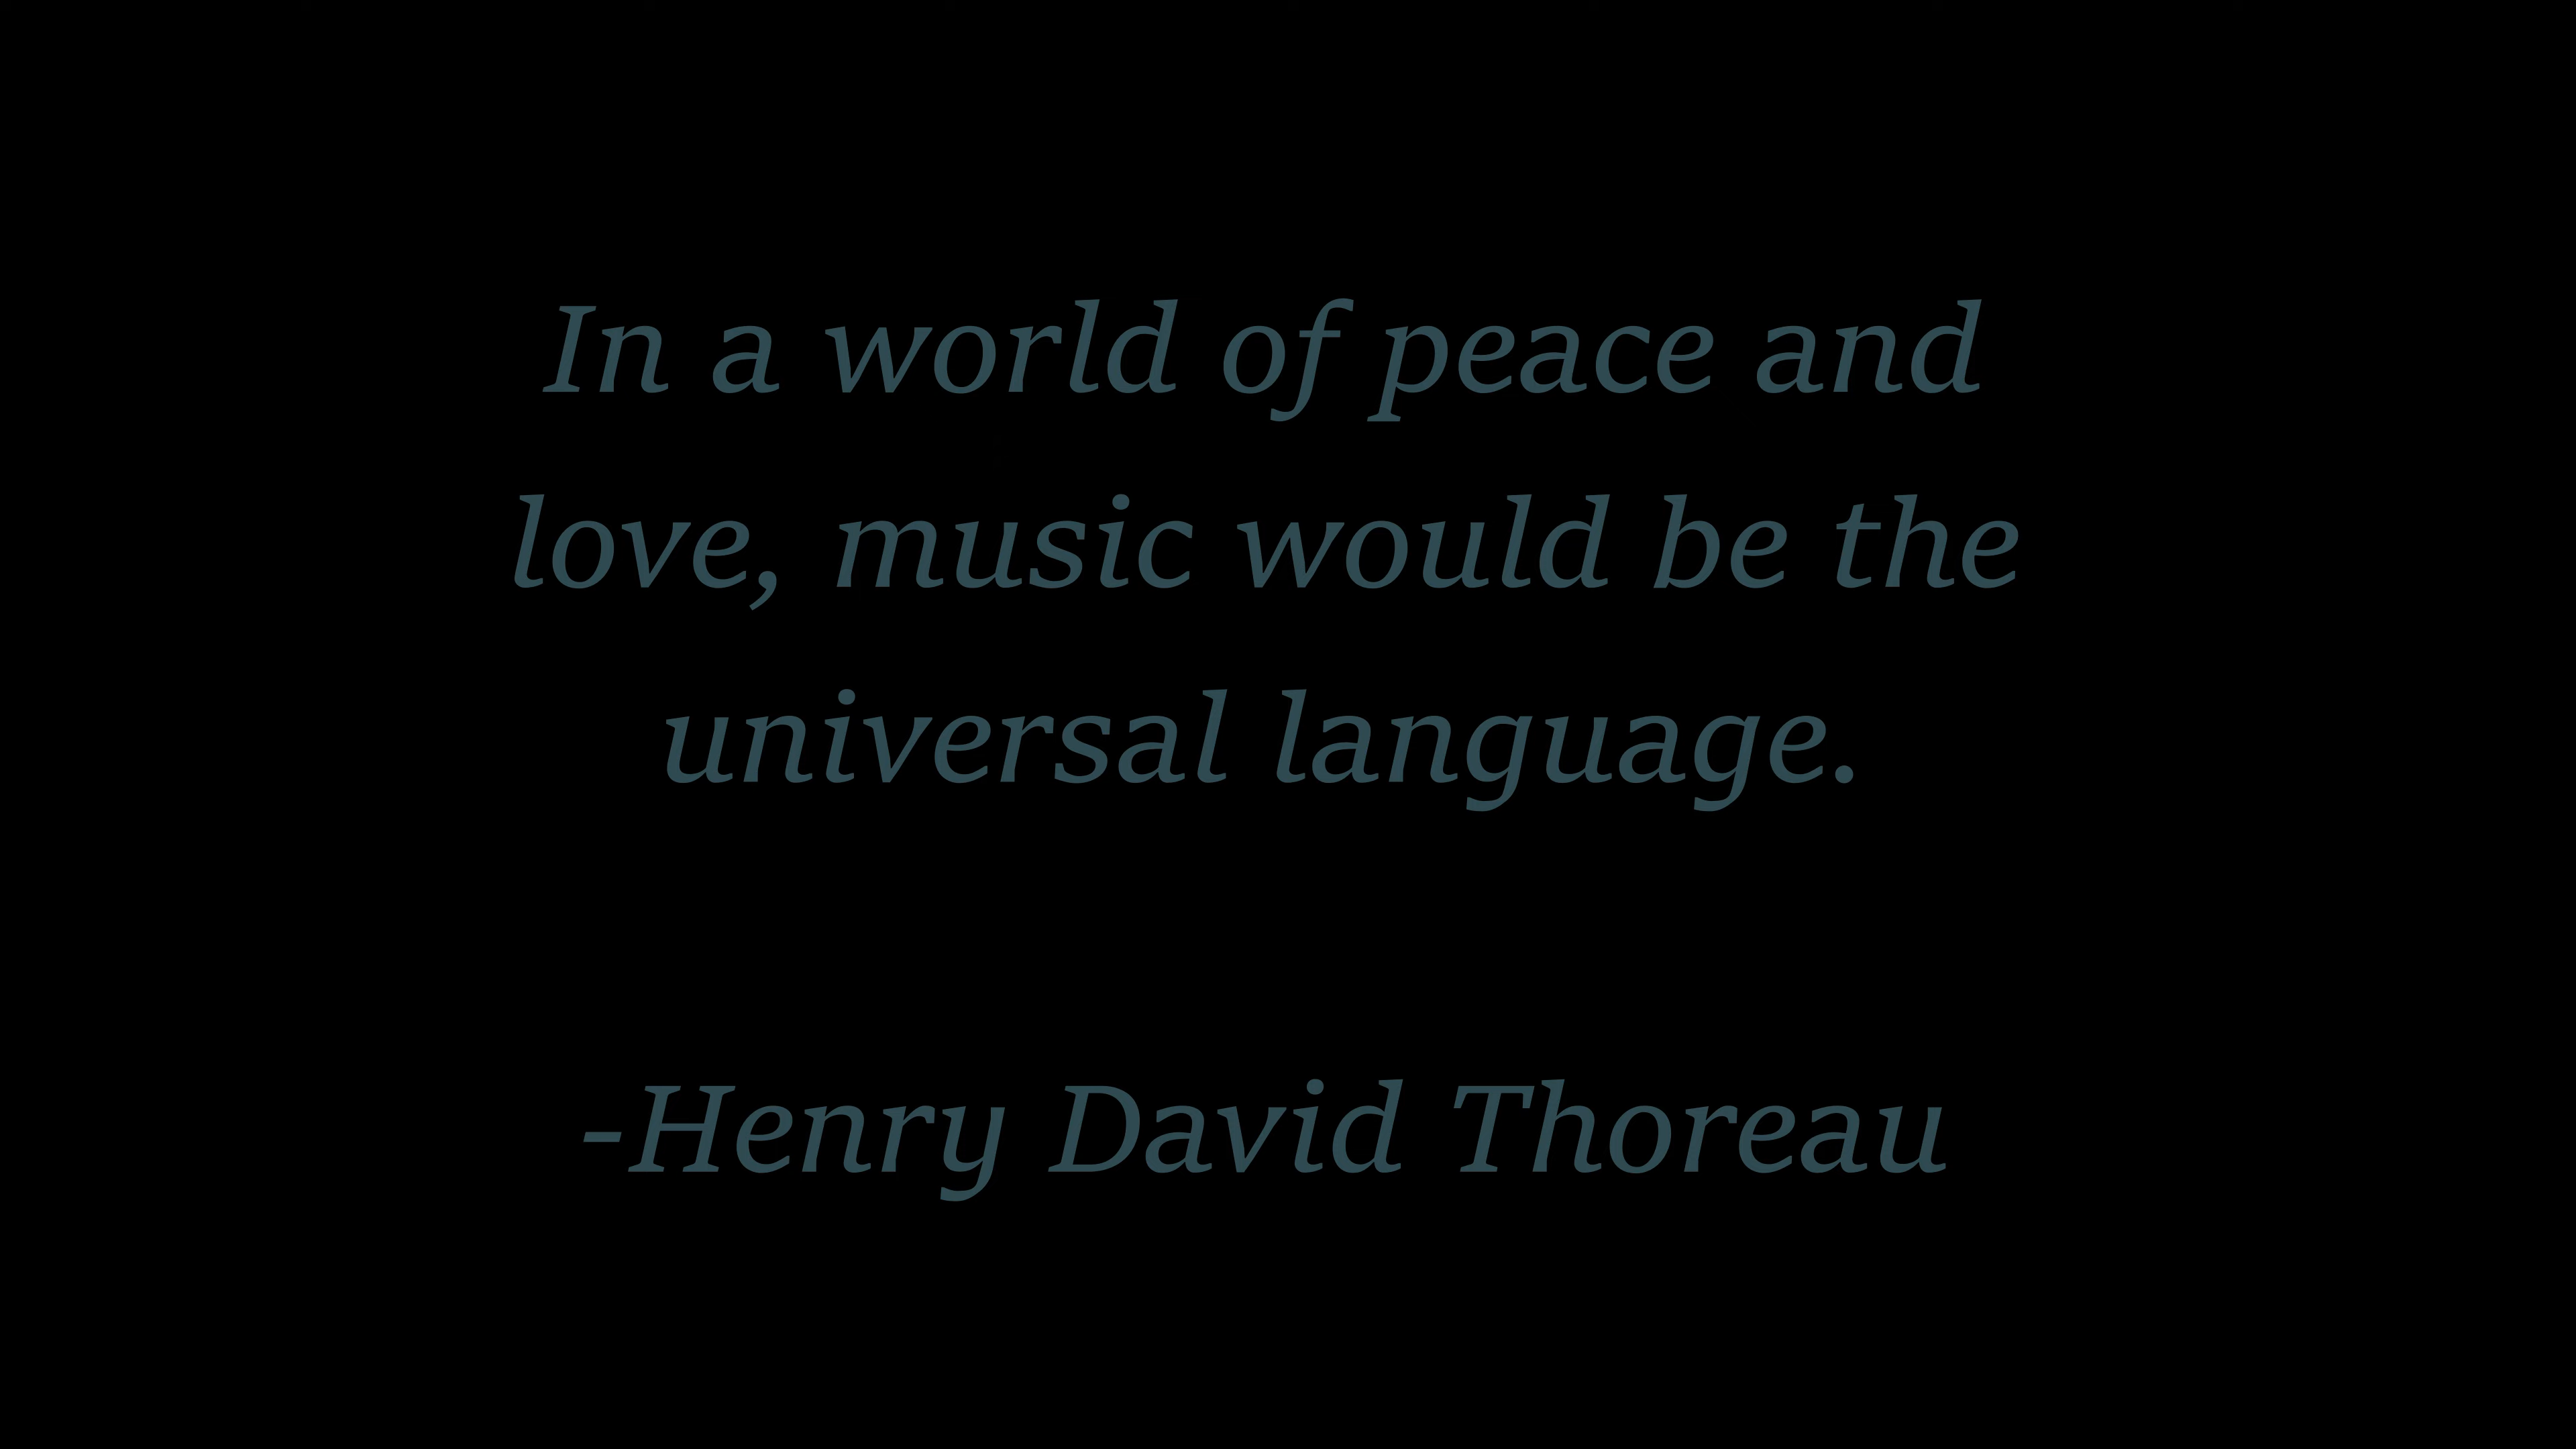 In a world of peace and
love, music would be the
universal language.
-Henry David Thoreau